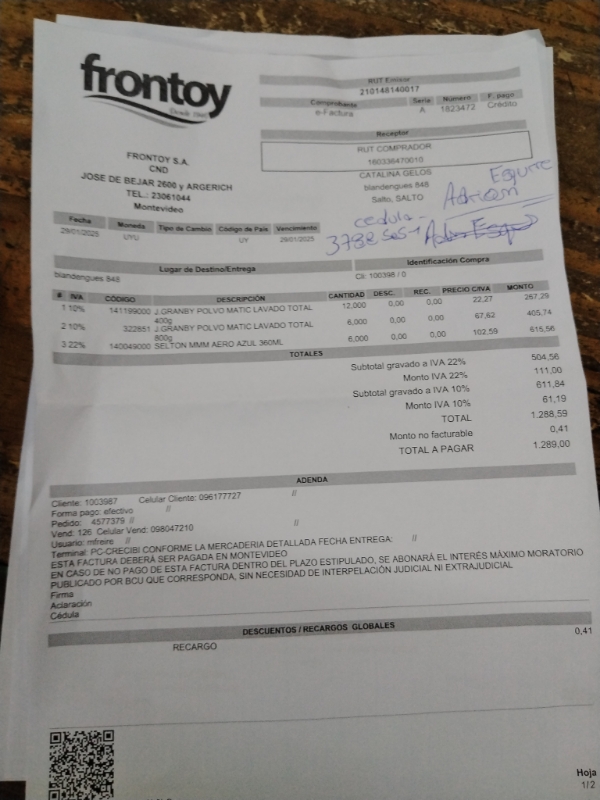 frontoy
Desde
RUT Emisor
210148140017
Comprobante Serie Número F. pago
e-Factura A 1823472 Crédito
Receptor
RUT COMPRADOR
160336470010
CATALINA GELOS
blandengues 848
Salto, SALTO
FRONTOY S.A.
CND
JOSE DE BEJAR 2600 y ARGERICH
TEL.: 23061044
Montevideo
cedula -
Adrian
Fecha Moneda Tipo de Cambio Código de País Vencimiento
29/01/2025 UYU UY 29/01/2025
Lugar de Destino/Entrega Identificación Compra
blandengues 848 Cli: 100398 / 0
# IVA CÓDIGO DESCRIPCIÓN CANTIDAD DESC. REC. PRECIO C/IVA MONTO
1 10% 141199000 J.GRANBY POLVO MATIC LAVADO TOTAL 400g 12,000 0,00 0,00 22,27 267,29
2 10% 322851 J.GRANBY POLVO MATIC LAVADO TOTAL 800g 6,000 0,00 0,00 67,62 405,74
3 22% 140049000 SELTON MMM AERO AZUL 360ML 6,000 0,00 0,00 102,59 615,56
TOTALES
Subtotal gravado a IVA 22% 504,56
Monto IVA 22% 111,00
Subtotal gravado a IVA 10% 611,84
Monto IVA 10% 61,19
TOTAL 1.288,59
Monto no facturable 0,41
TOTAL A PAGAR 1.289,00
ADENDA
Cliente: 1003987 Celular Cliente: 096177727 //
Forma pago: efectivo //
Pedido: 4577379 //
Vend: 126 Celular Vend: 098047210 //
Usuario: mfreire //
Terminal: PC-CRECIBI CONFORME LA MERCADERIA DETALLADA FECHA ENTREGA: //
ESTA FACTURA DEBERÁ SER PAGADA EN MONTEVIDEO
EN CASO DE NO PAGO DE ESTA FACTURA DENTRO DEL PLAZO ESTIPULADO, SE ABONARÁ EL INTERÉS MÁXIMO MORATORIO
PUBLICADO POR BCU QUE CORRESPONDA, SIN NECESIDAD DE INTERPELACIÓN JUDICIAL NI EXTRAJUDICIAL
Firma
Aclaración
Cédula
DESCUENTOS / RECARGOS GLOBALES
RECARGO 0,41
Hoja
1/2